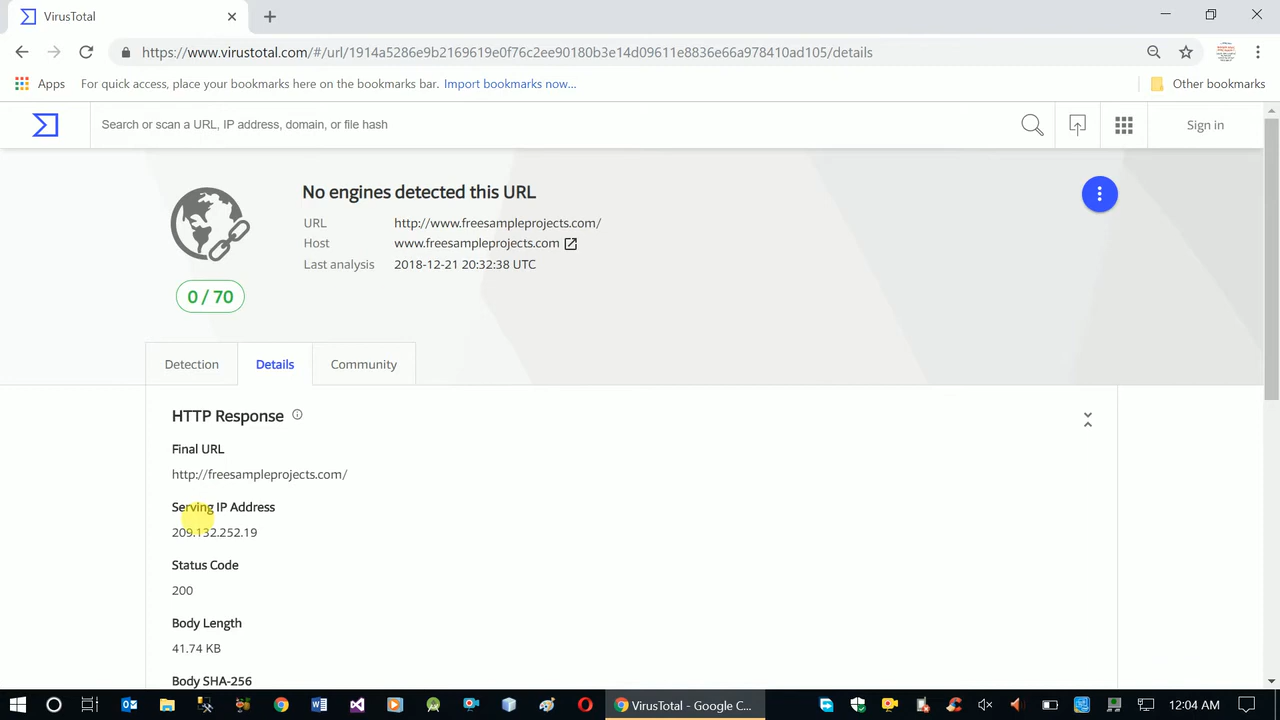 VirusTotal
https://www.virustotal.com/#/url/1914a5286e9b2169619e0f76c2ee90180b3e14d09611e8836e66a978410ad105/details
Apps For quick access, place your bookmarks here on the bookmarks bar. Import bookmarks now... Other bookmarks
Search or scan a URL, IP address, domain, or file hash Sign in
No engines detected this URL
URL http://www.freesampleprojects.com/
Host www.freesampleprojects.com
Last analysis 2018-12-21 20:32:38 UTC
0 / 70
Detection Details Community
HTTP Response
Final URL
http://freesampleprojects.com/
Serving IP Address
209.132.252.19
Status Code
200
Body Length
41.74 KB
Body SHA-256
VirusTotal - Google C... 12:04 AM